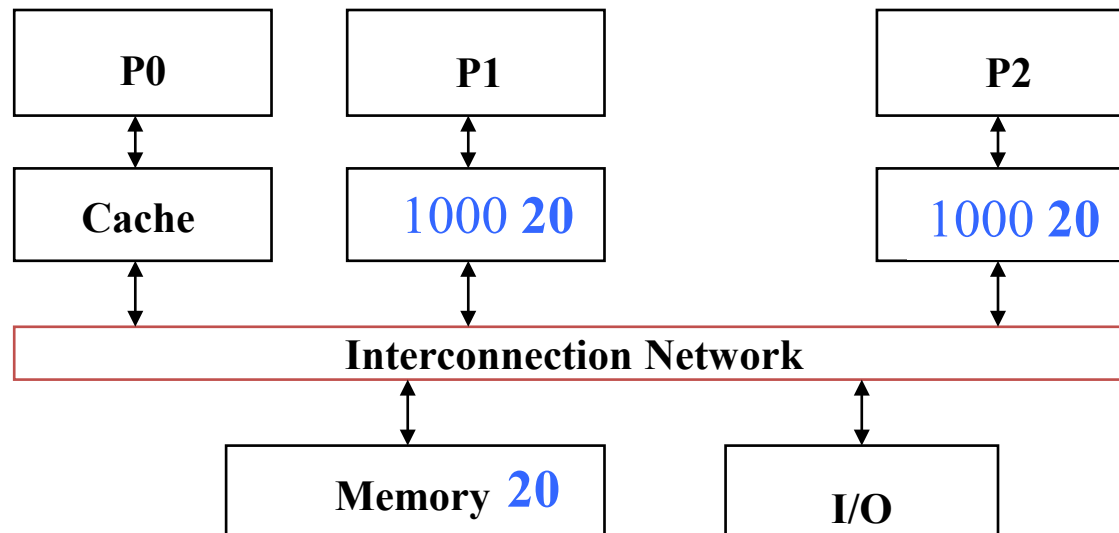 P0
P1
P2
Cache
1000 20
1000 20
Interconnection Network
Memory 20
I/O